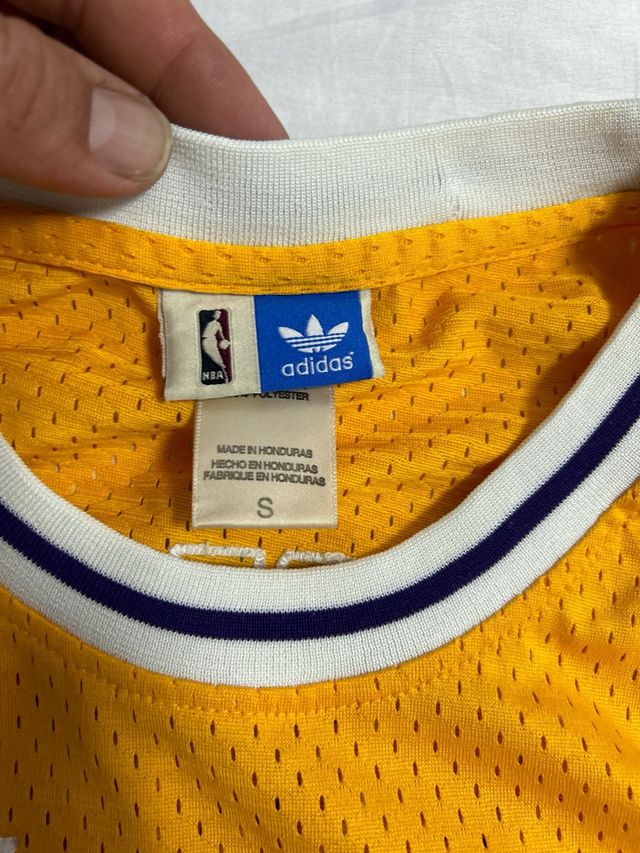 NBA
adidas
POLYESTER
MADE IN HONDURAS
HECHO EN HONDURAS
FABRIQUE EN HONDURAS
S